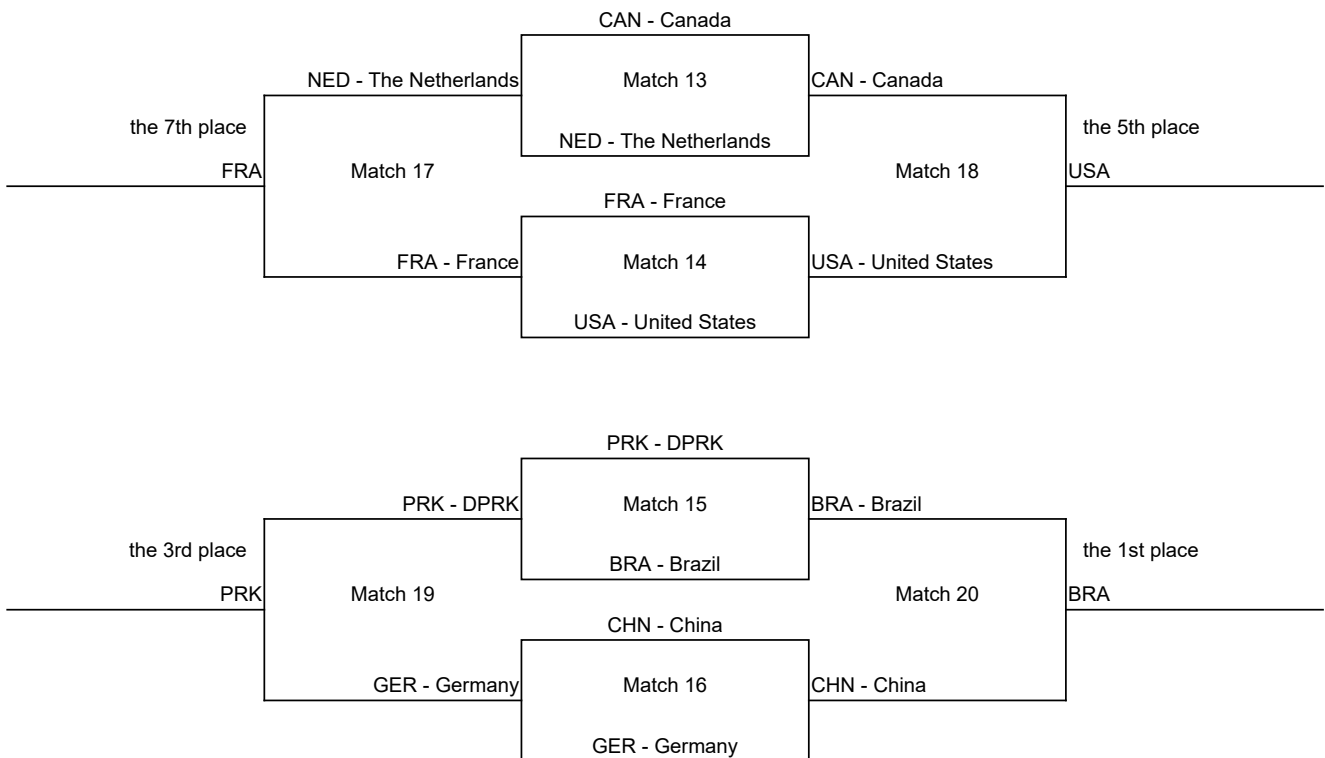 CAN - Canada
NED - The Netherlands Match 13 CAN - Canada
the 7th place the 5th place
NED - The Netherlands
FRA Match 17 Match 18 USA
FRA - France
FRA - France Match 14 USA - United States
USA - United States
PRK - DPRK
PRK - DPRK Match 15 BRA - Brazil
the 3rd place the 1st place
BRA - Brazil
PRK Match 19 Match 20 BRA
CHN - China
GER - Germany Match 16 CHN - China
GER - Germany